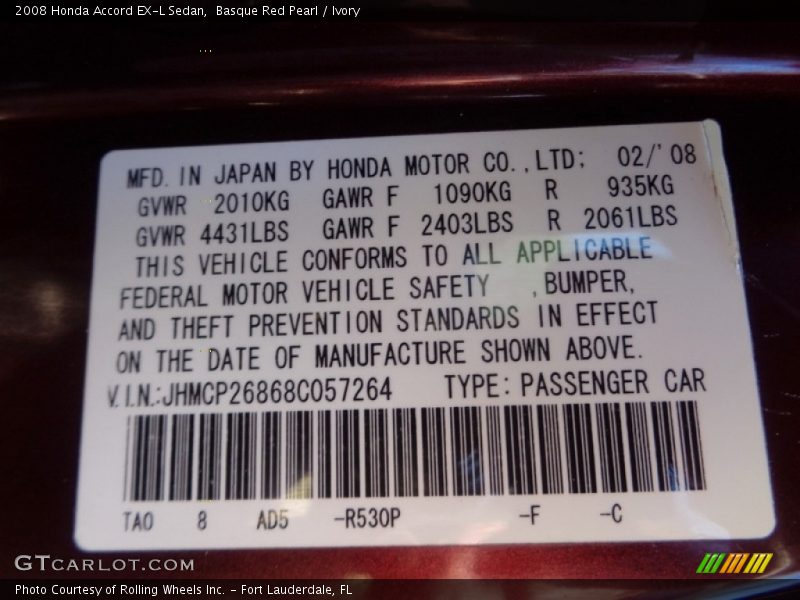 2008 Honda Accord EX-L Sedan,  Basque Red Pearl / Ivory
MFD. IN JAPAN BY HONDA MOTOR CO.,LTD; 02/'08
GVWR 2010KG GAWR F 1090KG R 935KG
GVWR 4431LBS GAWR F 2403LBS R 2061LBS
THIS VEHICLE CONFORMS TO ALL APPLICABLE
FEDERAL MOTOR VEHICLE SAFETY ,BUMPER,
AND THEFT PREVENTION STANDARDS IN EFFECT
ON THE DATE OF MANUFACTURE SHOWN ABOVE.
V.I.N.:JHMCP26868C057264 TYPE: PASSENGER CAR
TA0 8 AD5 -R530P -F -C
GTCARLOT.COM
Photo Courtesy of Rolling Wheels Inc. - Fort Lauderdale, FL